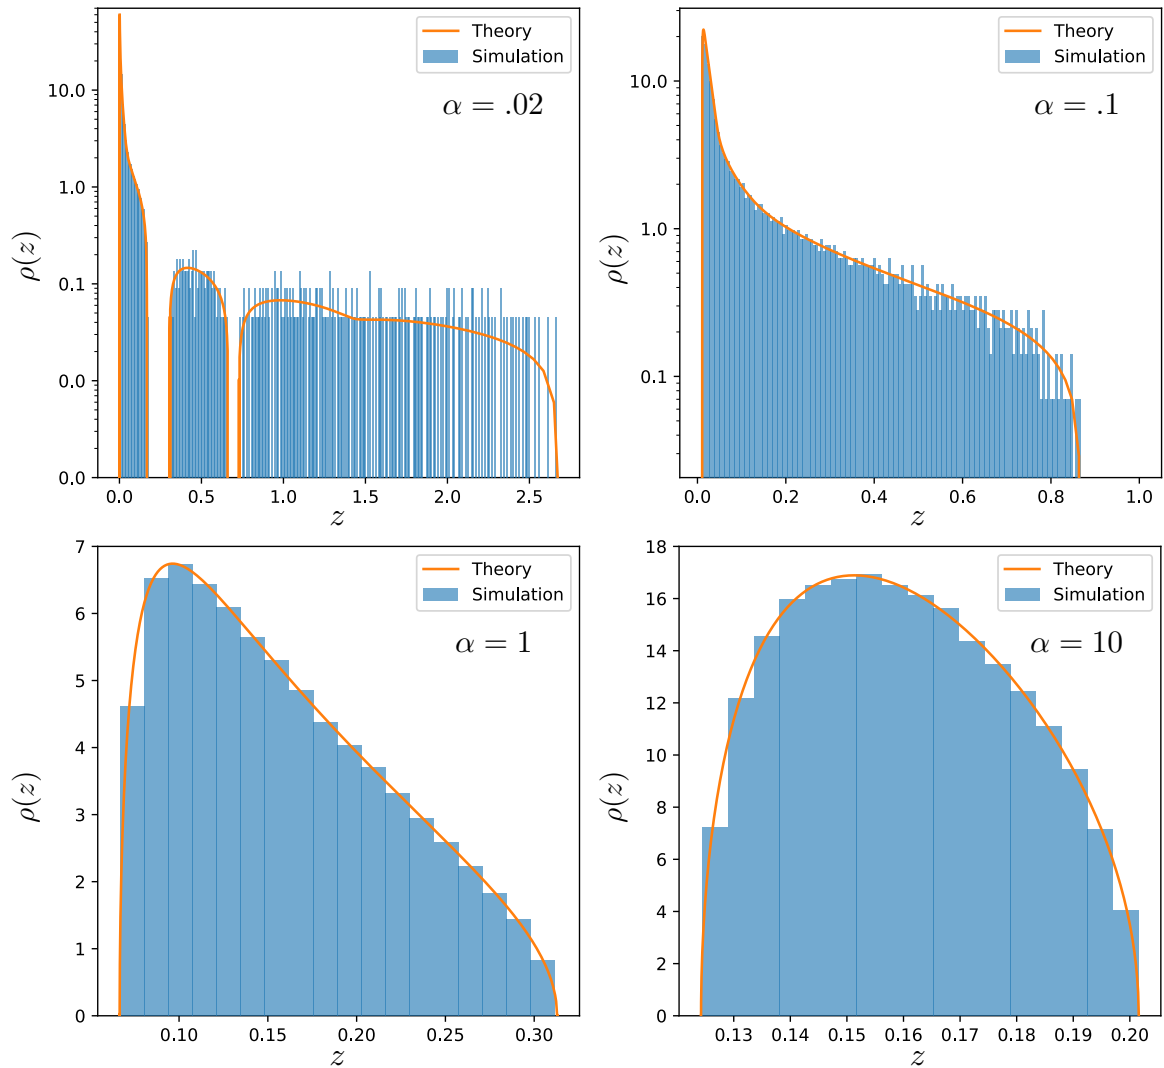 Theory
Simulation
α = .02
10.0
1.0
0.1
0.0
0.0
ρ(z)
0.0 0.5 1.0 1.5 2.0 2.5
z
Theory
Simulation
α = .1
10.0
1.0
0.1
ρ(z)
0.0 0.2 0.4 0.6 0.8 1.0
z
Theory
Simulation
α = 1
7
6
5
4
3
2
1
0
ρ(z)
0.10 0.15 0.20 0.25 0.30
z
Theory
Simulation
α = 10
18
16
14
12
10
8
6
4
2
0
ρ(z)
0.13 0.14 0.15 0.16 0.17 0.18 0.19 0.20
z